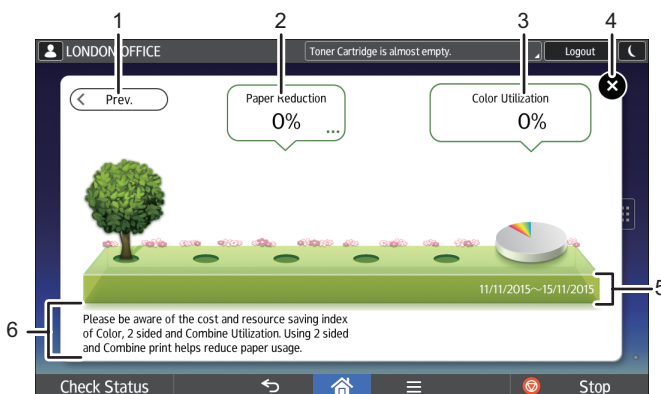 1 2 3 4
LONDON OFFICE Toner Cartridge is almost empty. Logout
Prev. Paper Reduction Color Utilization
0% ... 0%
11/11/2015～15/11/2015 5
6 Please be aware of the cost and resource saving index
of Color, 2 sided and Combine Utilization. Using 2 sided
and Combine print helps reduce paper usage.
Check Status Stop